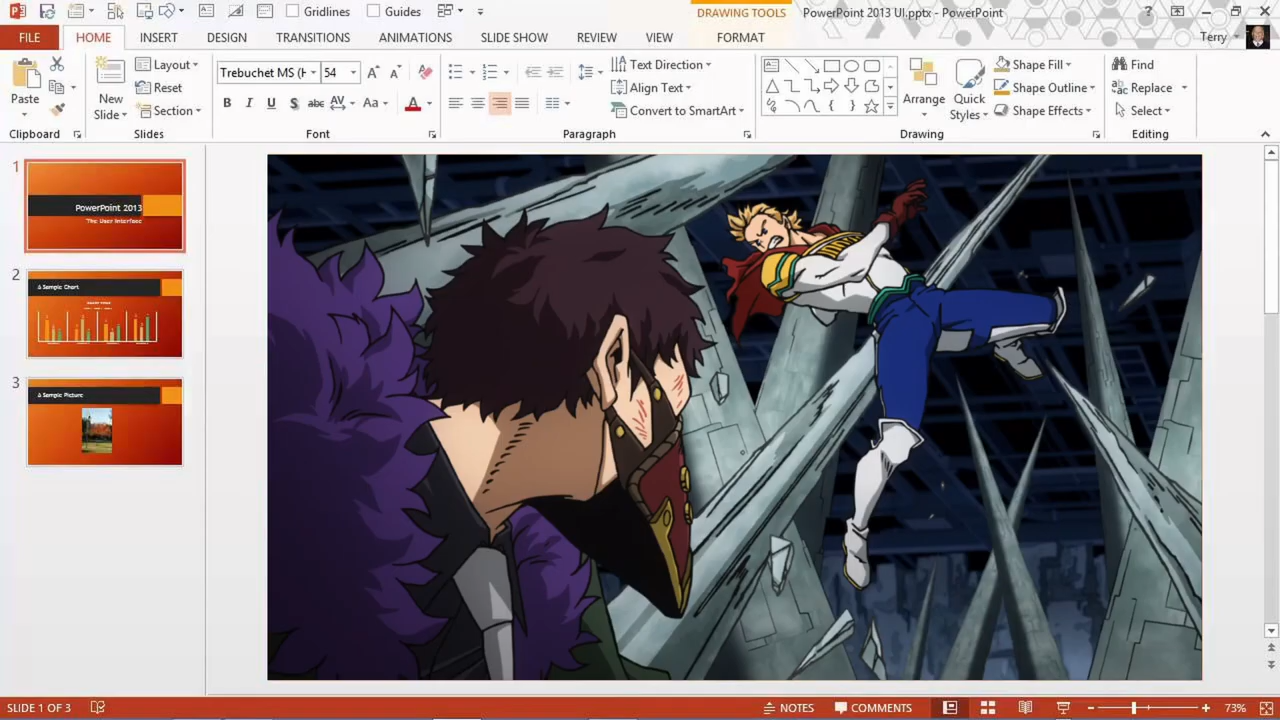 Gridlines
Guides
DRAWING TOOLS
PowerPoint 2013 UI.pptx - PowerPoint
?
FILE
HOME
INSERT
DESIGN
TRANSITIONS
ANIMATIONS
SLIDE SHOW
REVIEW
VIEW
FORMAT
Terry
Paste
Clipboard
New
Slide
Layout
Reset
Section
Slides
Trebuchet MS (F
54
B I U S abc AV Aa A
Font
Text Direction
Align Text
Convert to SmartArt
Paragraph
Arrange
Quick
Styles
Shape Fill
Shape Outline
Shape Effects
Drawing
Find
Replace
Select
Editing
1
PowerPoint 2013
The User Interface
2
A Sample Chart
3
A Sample Picture
SLIDE 1 OF 3
NOTES
COMMENTS
73%